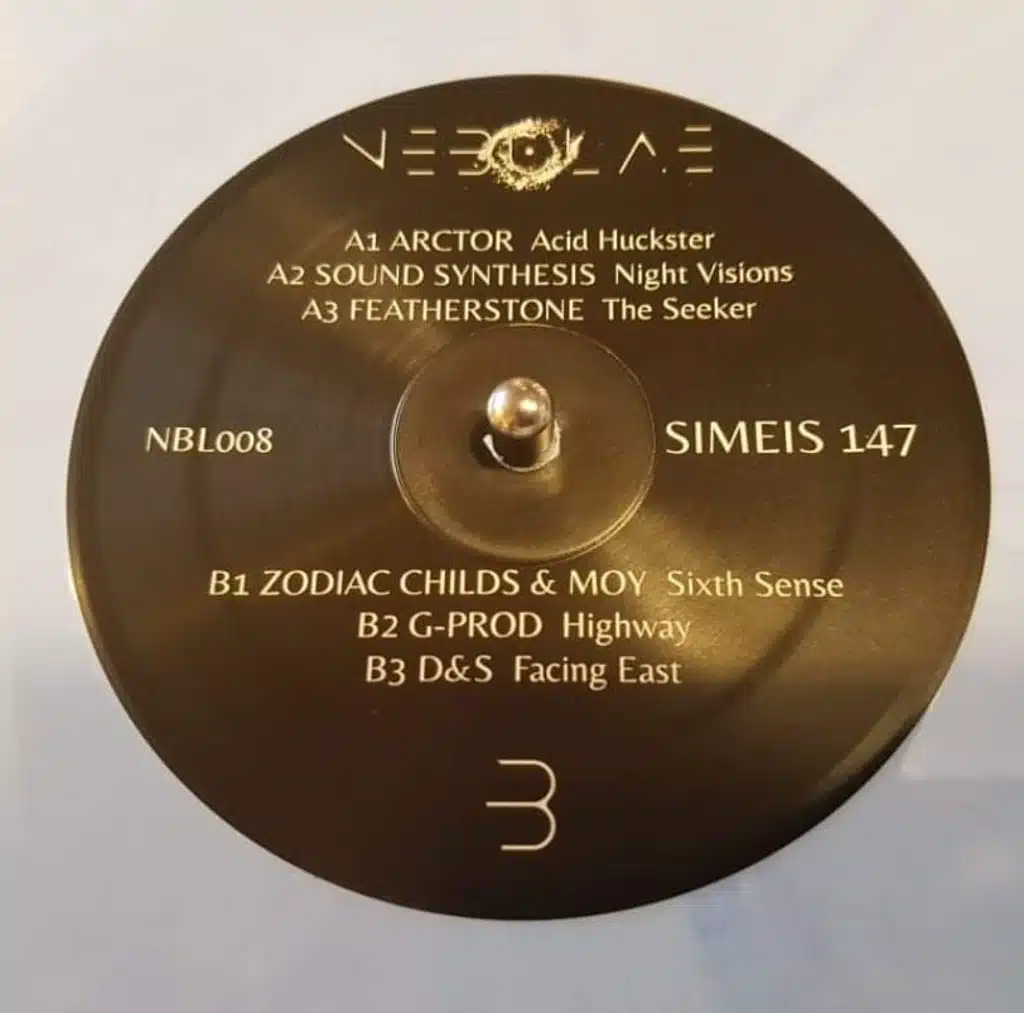 NEBULAE
A1 ARCTOR Acid Huckster
A2 SOUND SYNTHESIS Night Visions
A3 FEATHERSTONE The Seeker
NBL008
SIMEIS 147
B1 ZODIAC CHILDS & MOY Sixth Sense
B2 G-PROD Highway
B3 D&S Facing East
B